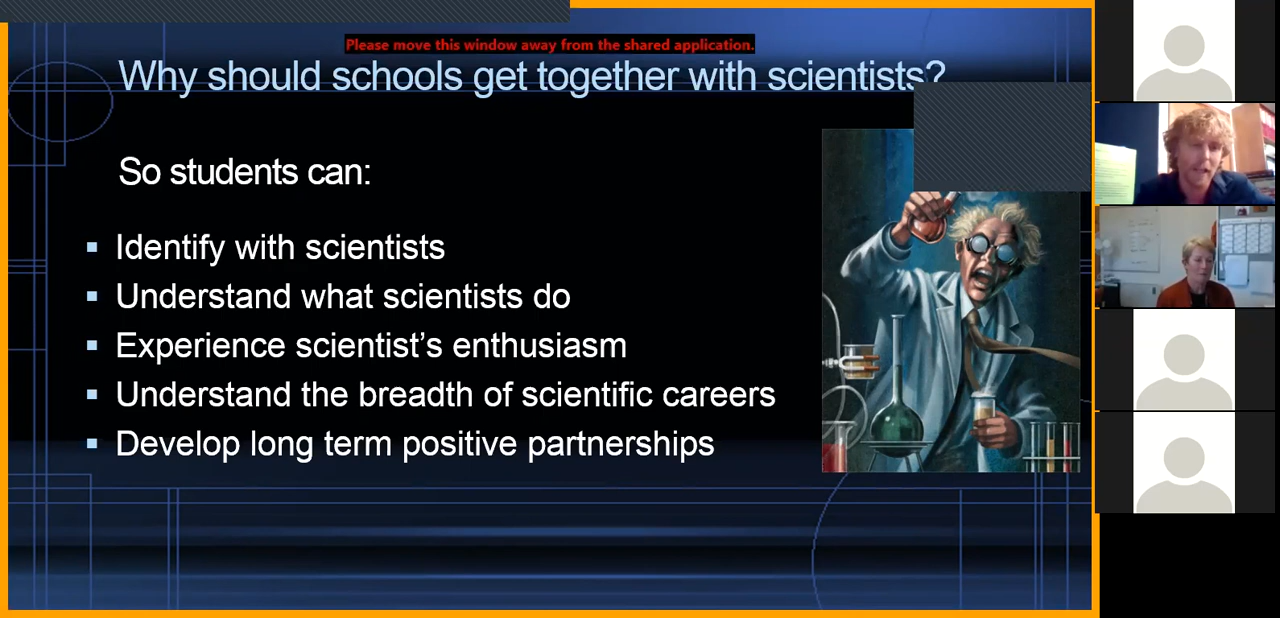 Please move this window away from the shared application.
Why should schools get together with scientists?
So students can:
▪ Identify with scientists
▪ Understand what scientists do
▪ Experience scientist’s enthusiasm
▪ Understand the breadth of scientific careers
▪ Develop long term positive partnerships